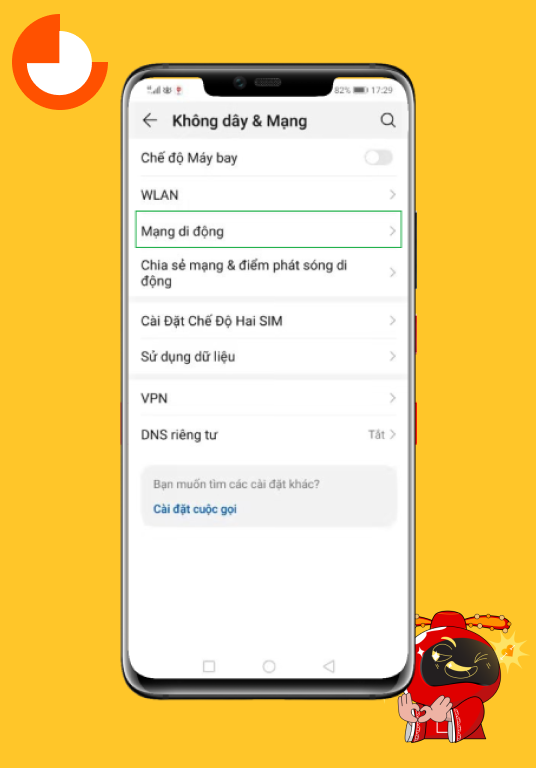 82% 17:29
Không dây & Mạng
Chế độ Máy bay
WLAN
Mạng di động
Chia sẻ mạng & điểm phát sóng di
động
Cài Đặt Chế Độ Hai SIM
Sử dụng dữ liệu
VPN
DNS riêng tư Tắt
Bạn muốn tìm các cài đặt khác?
Cài đặt cuộc gọi